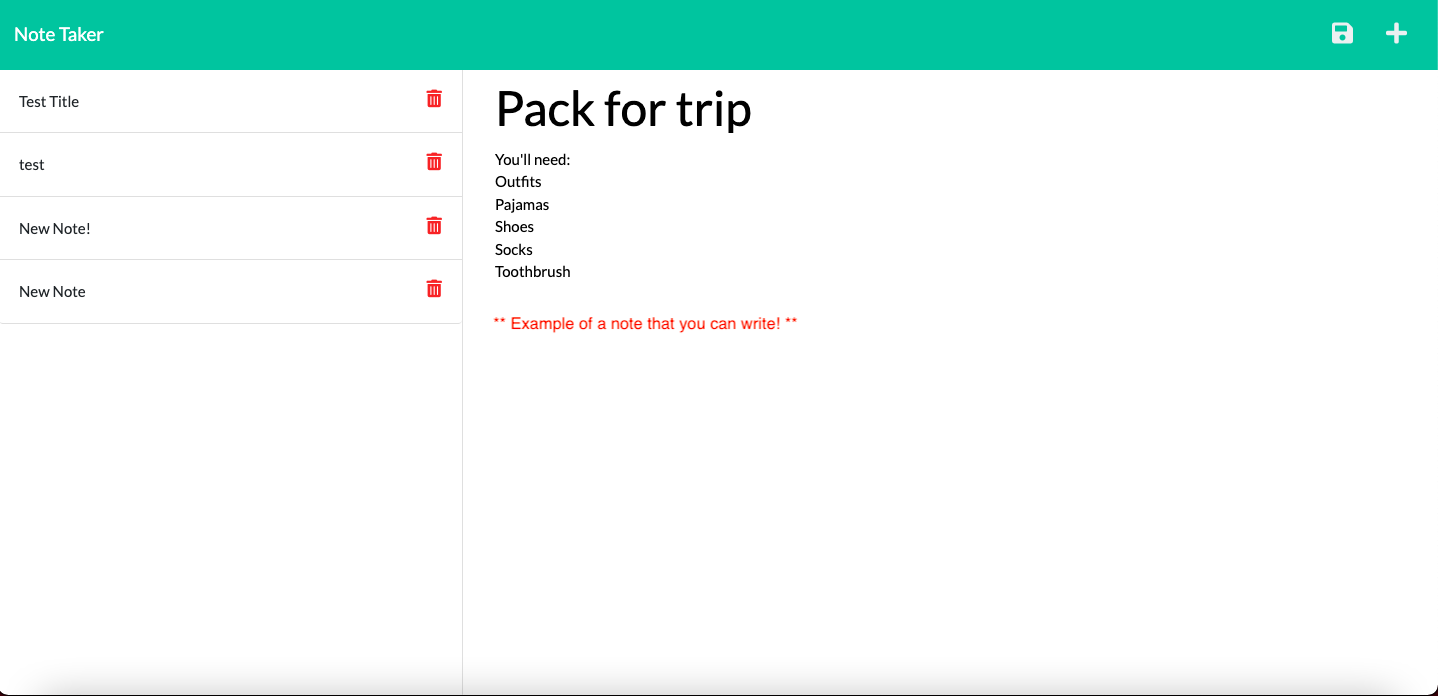 Note Taker
Test Title
test
New Note!
New Note
Pack for trip
You'll need:
Outfits
Pajamas
Shoes
Socks
Toothbrush
** Example of a note that you can write! **